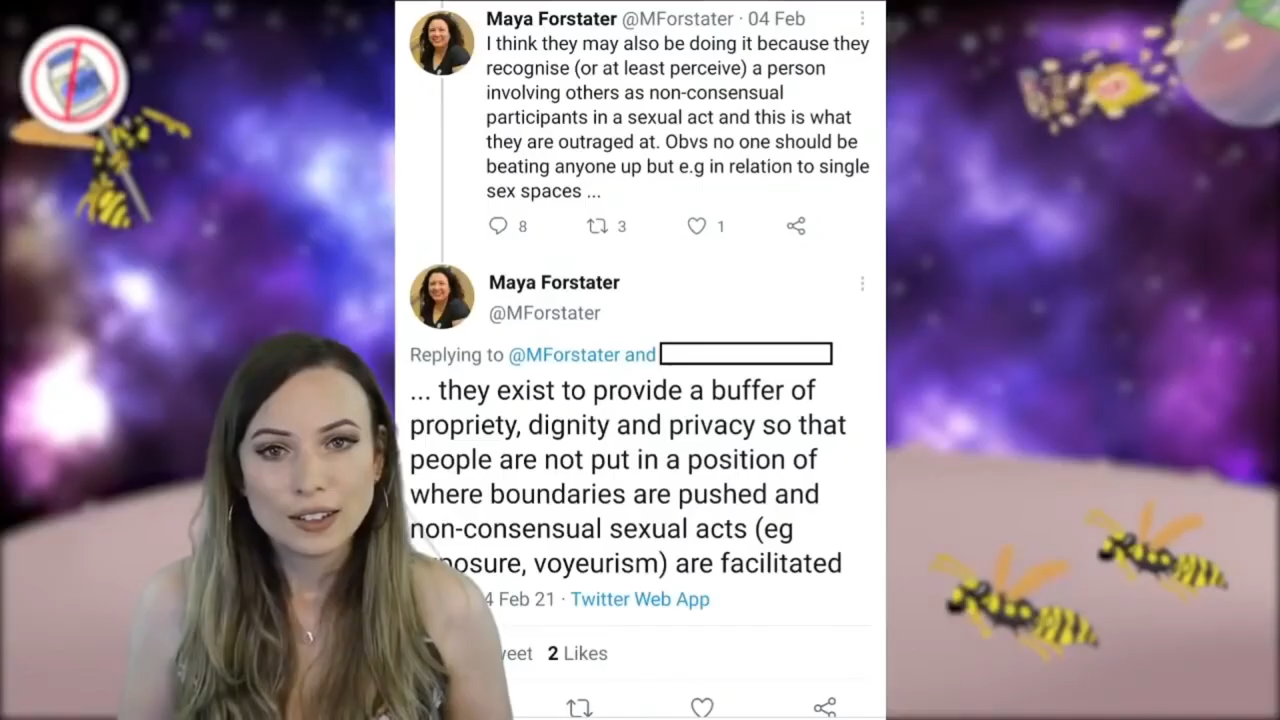 Maya Forstater @MForstater · 04 Feb
I think they may also be doing it because they
recognise (or at least perceive) a person
involving others as non-consensual
participants in a sexual act and this is what
they are outraged at. Obvs no one should be
beating anyone up but e.g in relation to single
sex spaces ...
8 3 1
Maya Forstater
@MForstater
Replying to @MForstater and
... they exist to provide a buffer of
propriety, dignity and privacy so that
people are not put in a position of
where boundaries are pushed and
non-consensual sexual acts (eg
posure, voyeurism) are facilitated
4 Feb 21 · Twitter Web App
weet 2 Likes